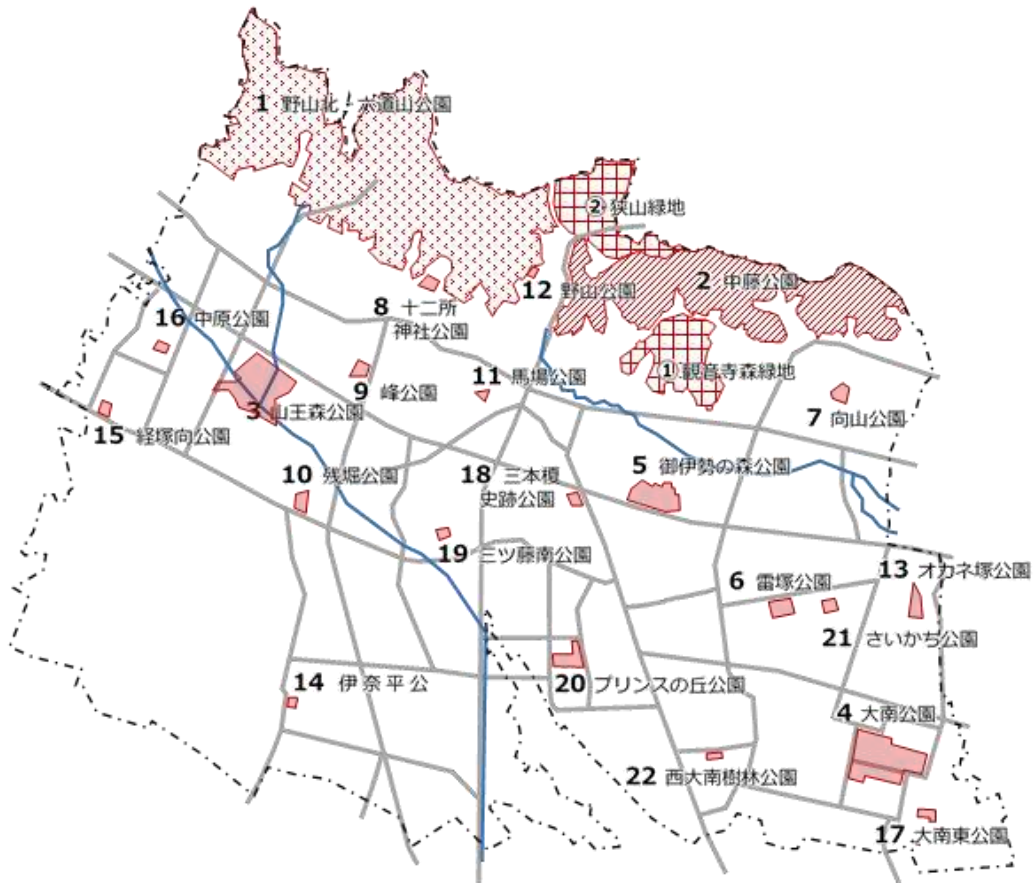 1 野山北・六道山公園
② 狭山緑地
2 中藤公園
12 野山公園
8 十二所
神社公園
16 中原公園
① 観音寺森緑地
11 馬場公園
9 峰公園
3 山王森公園
7 向山公園
15 経塚向公園
5 御伊勢の森公園
10 残堀公園
18 三本榎
史跡公園
19 三ツ藤南公園
13 オカネ塚公園
6 雷塚公園
21 さいかち公園
14 伊奈平公
20 プリンスの丘公園
4 大南公園
22 西大南樹林公園
17 大南東公園